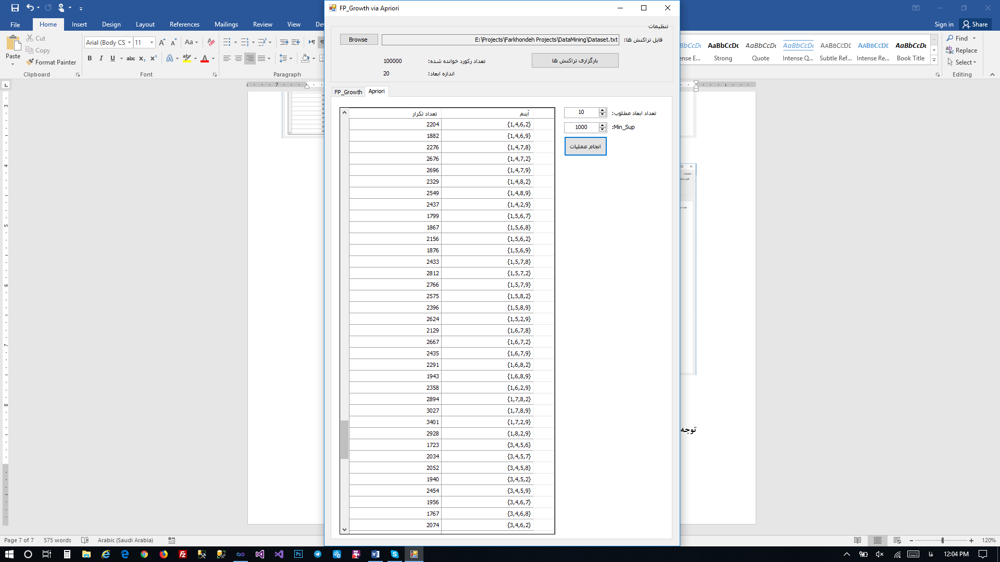 FP_Growth via Apriori
File
Home
Insert
Design
Layout
References
Mailings
Review
View
Sign in
Share
Paste
Cut
Copy
Format Painter
Clipboard
Arial (Body CS
11
Font
Paragraph
Strong
Quote
Intense Q...
Subtle Ref...
Intense Re...
Book Title
Find
Replace
Select
Editing
تنظیمات
فایل تراکنش ها:
E:\Projects\Farkhondeh Projects\DataMining\Dataset.txt
Browse
بارگزاری تراکنش ها
تعداد رکورد خوانده شده:
100000
اندازه ابعاد:
20
FP_Growth
Apriori
تعداد ابعاد مطلوب:
10
Min_Sup:
1000
انجام عملیات
آیتم تعداد تکرار
{1,4,6,2} 2204
{1,4,6,9} 1882
{1,4,7,8} 2276
{1,4,7,2} 2676
{1,4,7,9} 2696
{1,4,8,2} 2329
{1,4,8,9} 2549
{1,4,2,9} 2437
{1,5,6,7} 1799
{1,5,6,8} 1867
{1,5,6,2} 2156
{1,5,6,9} 1876
{1,5,7,8} 2433
{1,5,7,2} 2812
{1,5,7,9} 2766
{1,5,8,2} 2575
{1,5,8,9} 2396
{1,5,2,9} 2624
{1,6,7,8} 2129
{1,6,7,2} 2667
{1,6,7,9} 2435
{1,6,8,2} 2291
{1,6,8,9} 1943
{1,6,2,9} 2358
{1,7,8,2} 2894
{1,7,8,9} 3027
{1,7,2,9} 3401
{1,8,2,9} 2928
{3,4,5,6} 1723
{3,4,5,7} 2034
{3,4,5,8} 2052
{3,4,5,2} 1940
{3,4,5,9} 2454
{3,4,6,7} 1956
{3,4,6,8} 1767
{3,4,6,2} 2074
توجه
Page 7 of 7
575 words
Arabic (Saudi Arabia)
120%
فا
12:04 PM